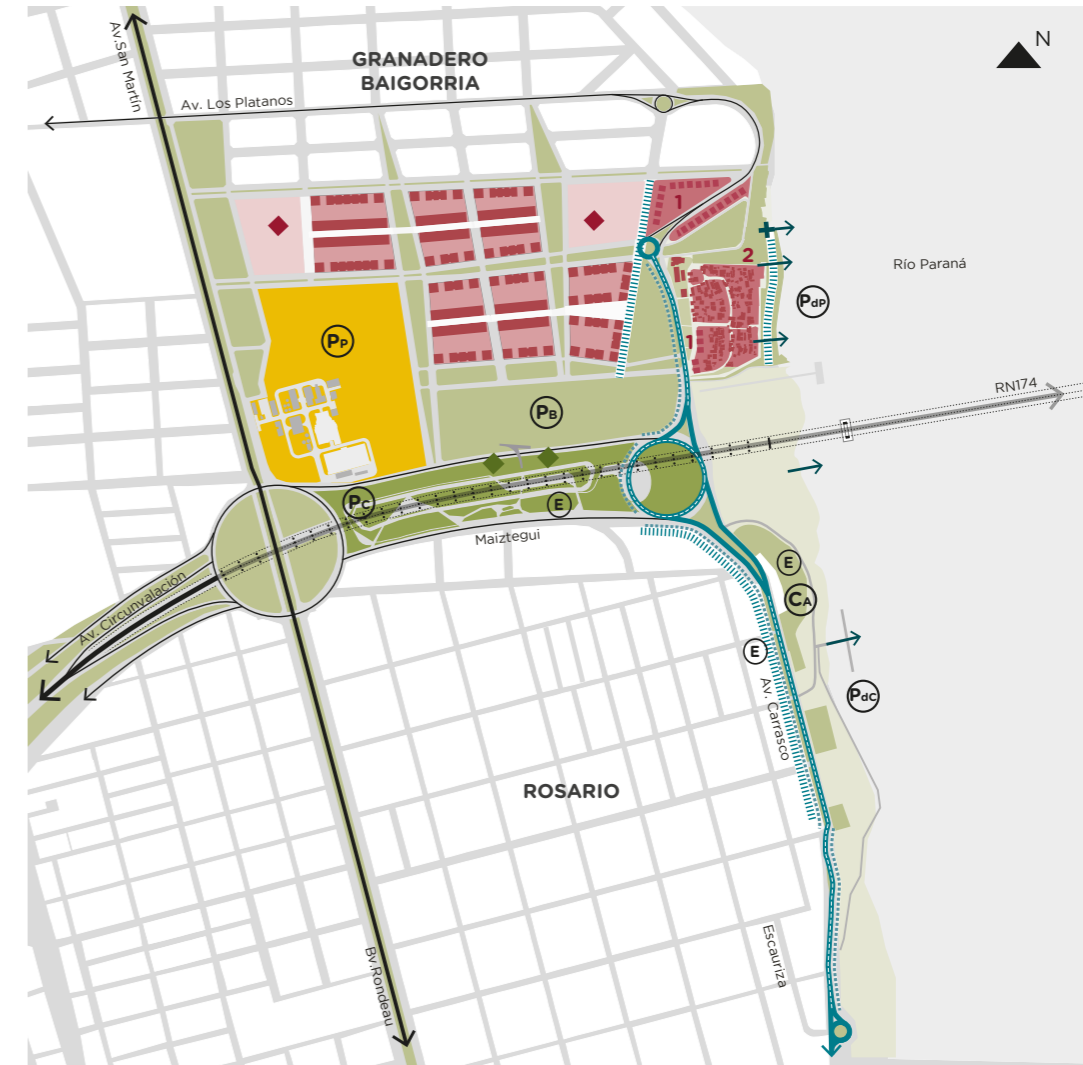 N
Av.San Martín
GRANADERO
BAIGORRIA
Av. Los Platanos
1
2
Río Paraná
PdP
PP
1
RN174
PB
PC
E
Maiztegui
E
CA
Av. Circunvalación
E
PdC
Av. Carrasco
ROSARIO
Escauriza
Bv.Rondeau